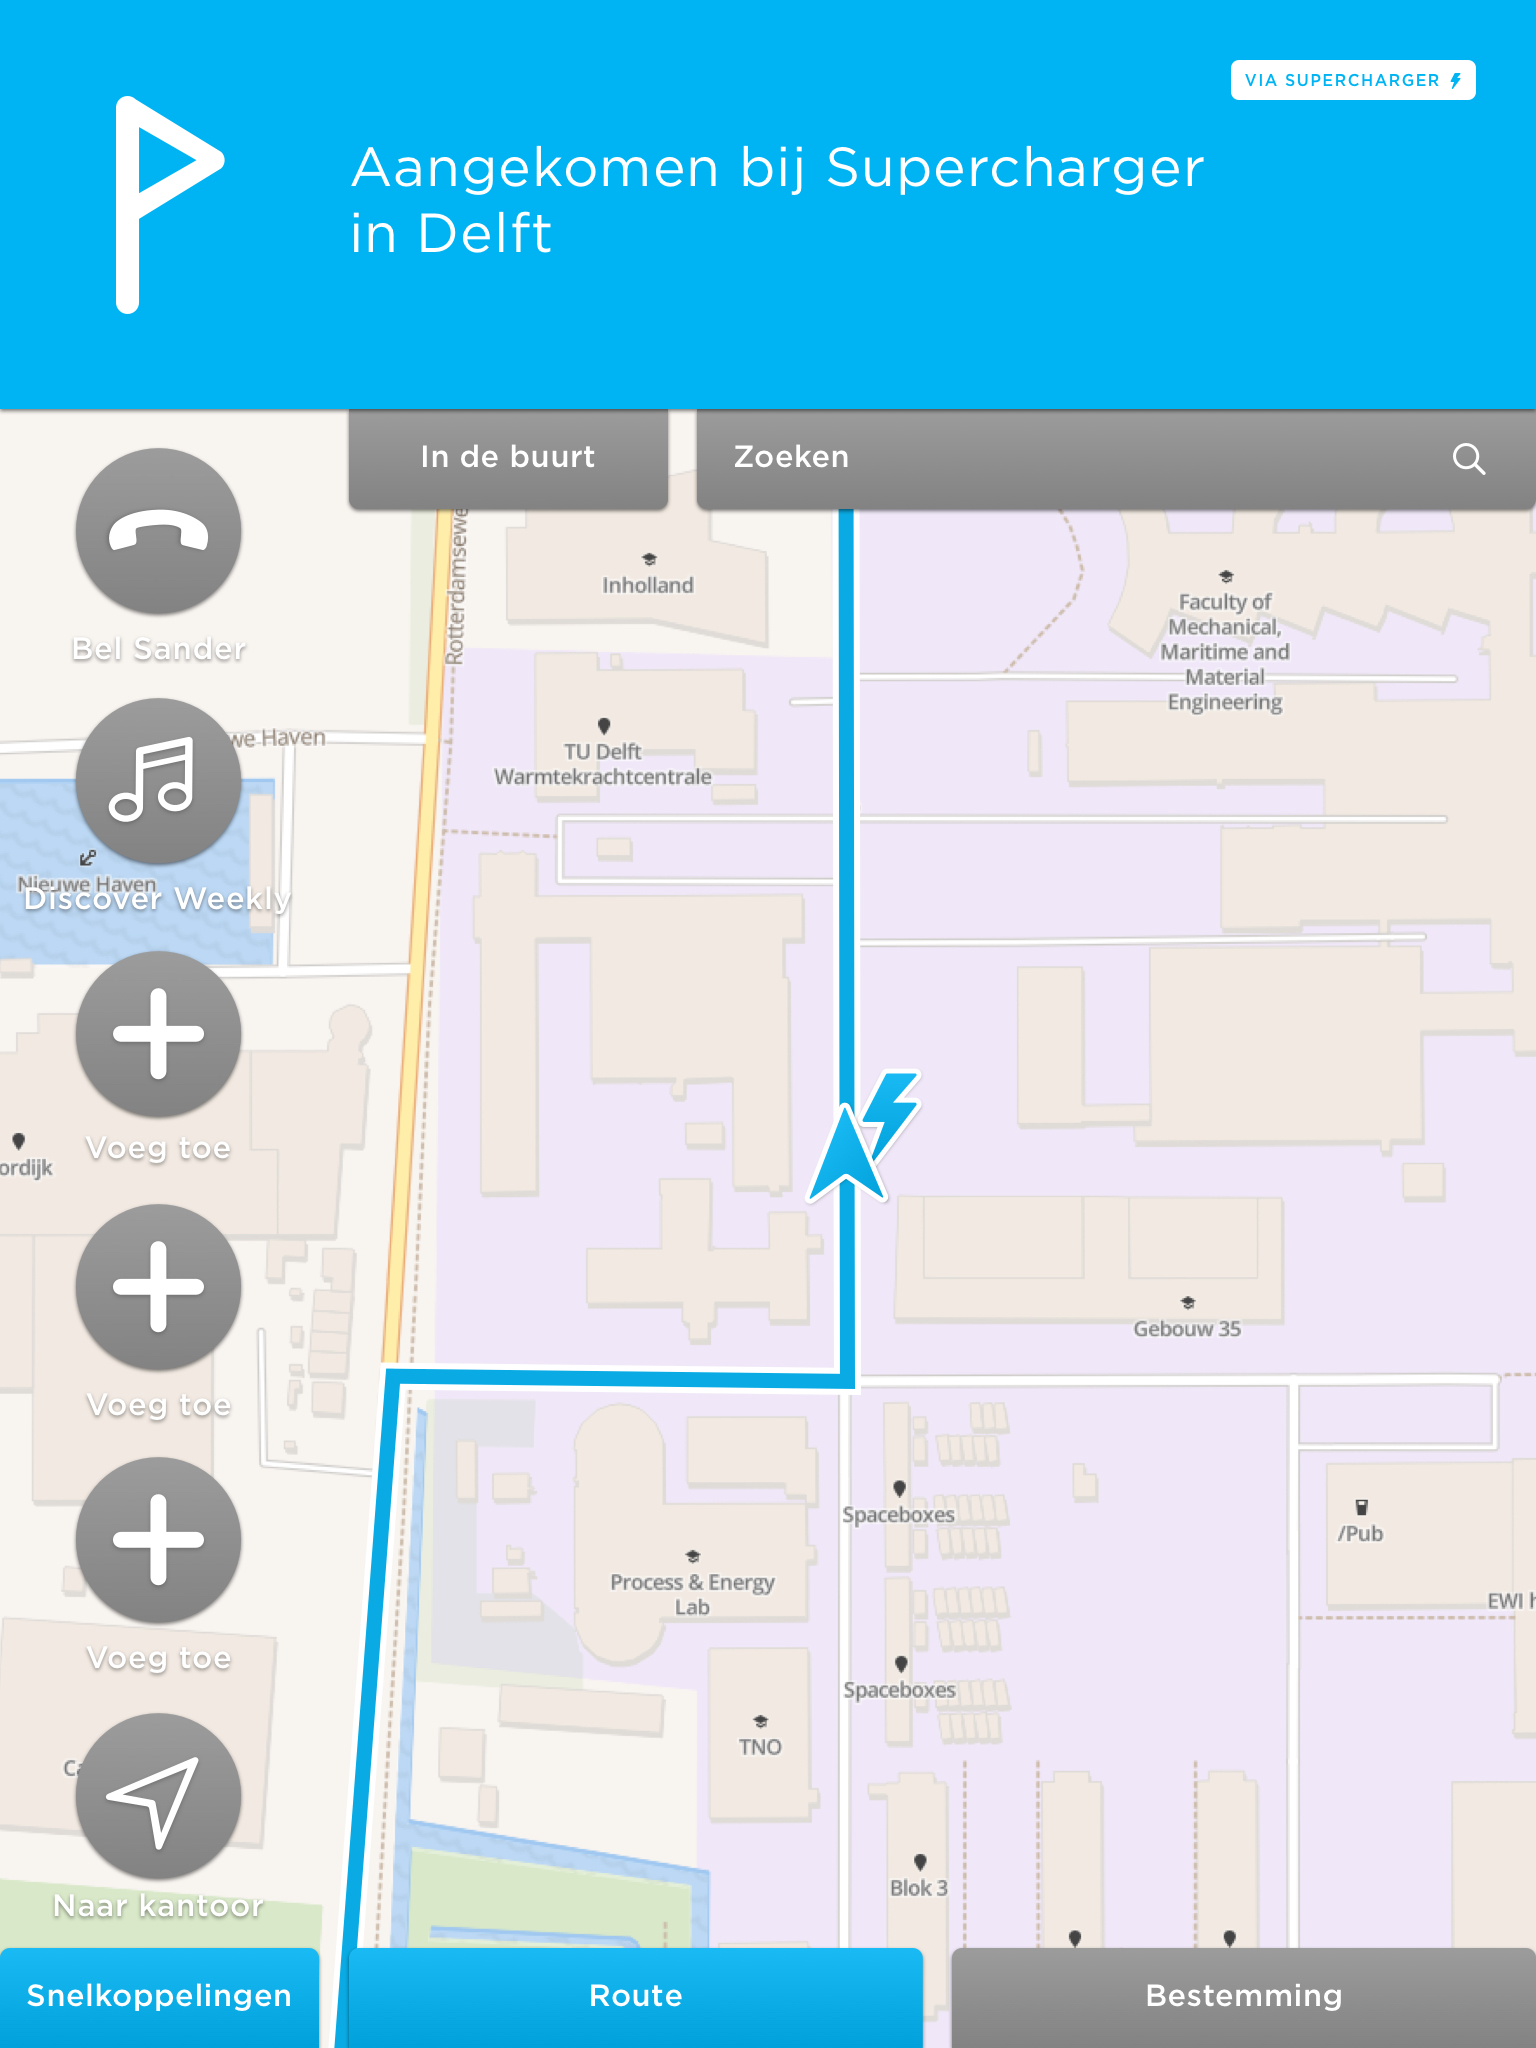 VIA SUPERCHARGER
Aangekomen bij Supercharger
in Delft
In de buurt
Zoeken
Bel Sander
Discover Weekly
Voeg toe
Voeg toe
Voeg toe
Naar kantoor
Rotterdamsewe
Inholland
Faculty of
Mechanical,
Maritime and
Material
Engineering
we Haven
TU Delft
Warmtekrachtcentrale
Nieuwe Haven
ordijk
Gebouw 35
Spaceboxes
/Pub
Process & Energy
Lab
EWI h
Spaceboxes
TNO
Ca
Blok 3
Snelkoppelingen
Route
Bestemming